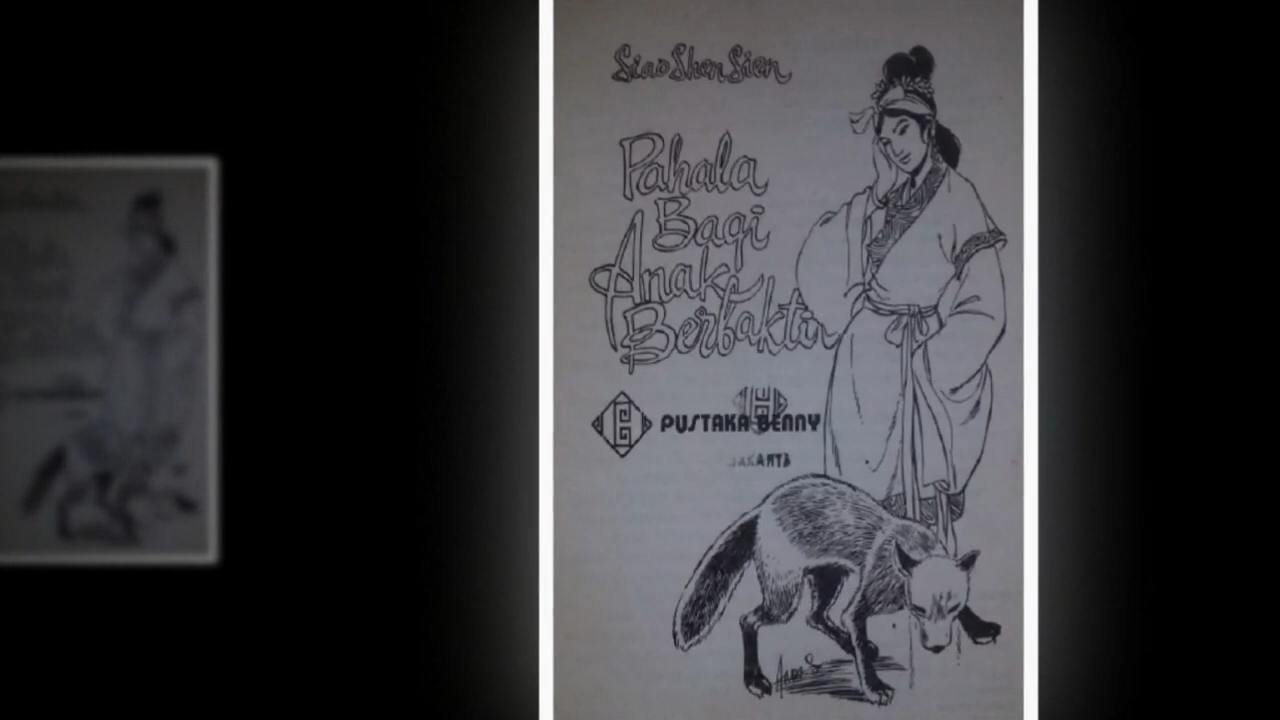 Siao Shen Sien
Pahala
Bagi
Anak
Berbakti
PUSTAKA BENNY
JAKARTA